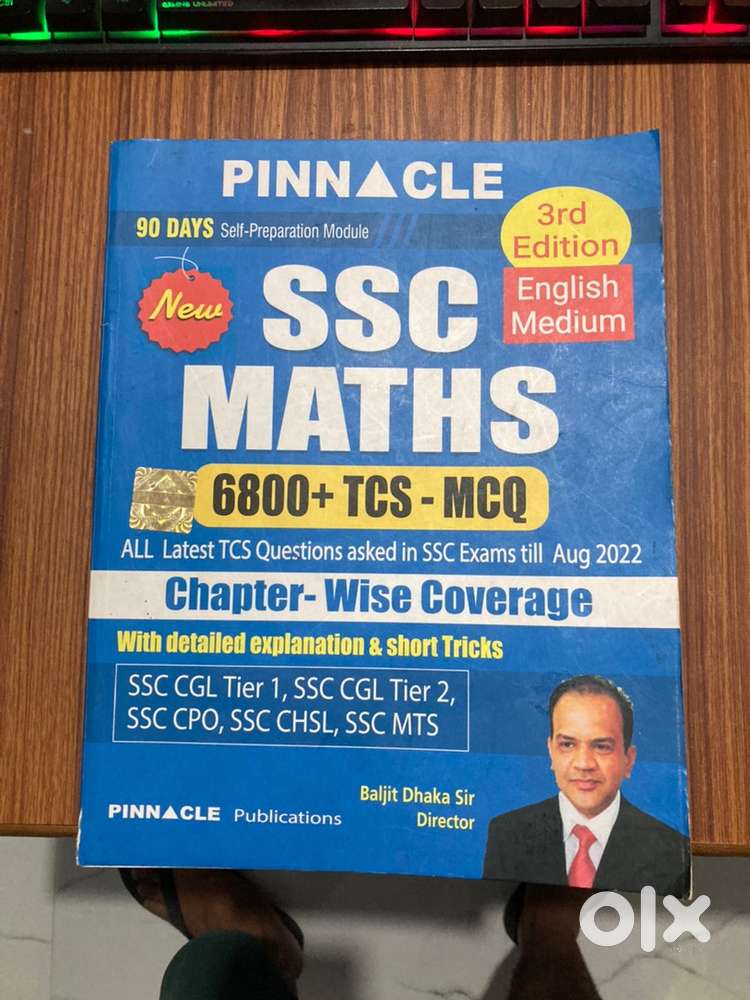 GAMING UNLIMITED
PINNACLE
90 DAYS Self-Preparation Module
3rd
Edition
English
Medium
New
SSC
MATHS
6800+ TCS - MCQ
ALL Latest TCS Questions asked in SSC Exams till Aug 2022
Chapter- Wise Coverage
With detailed explanation & short Tricks
SSC CGL Tier 1, SSC CGL Tier 2,
SSC CPO, SSC CHSL, SSC MTS
Baljit Dhaka Sir
Director
PINNACLE Publications
olx